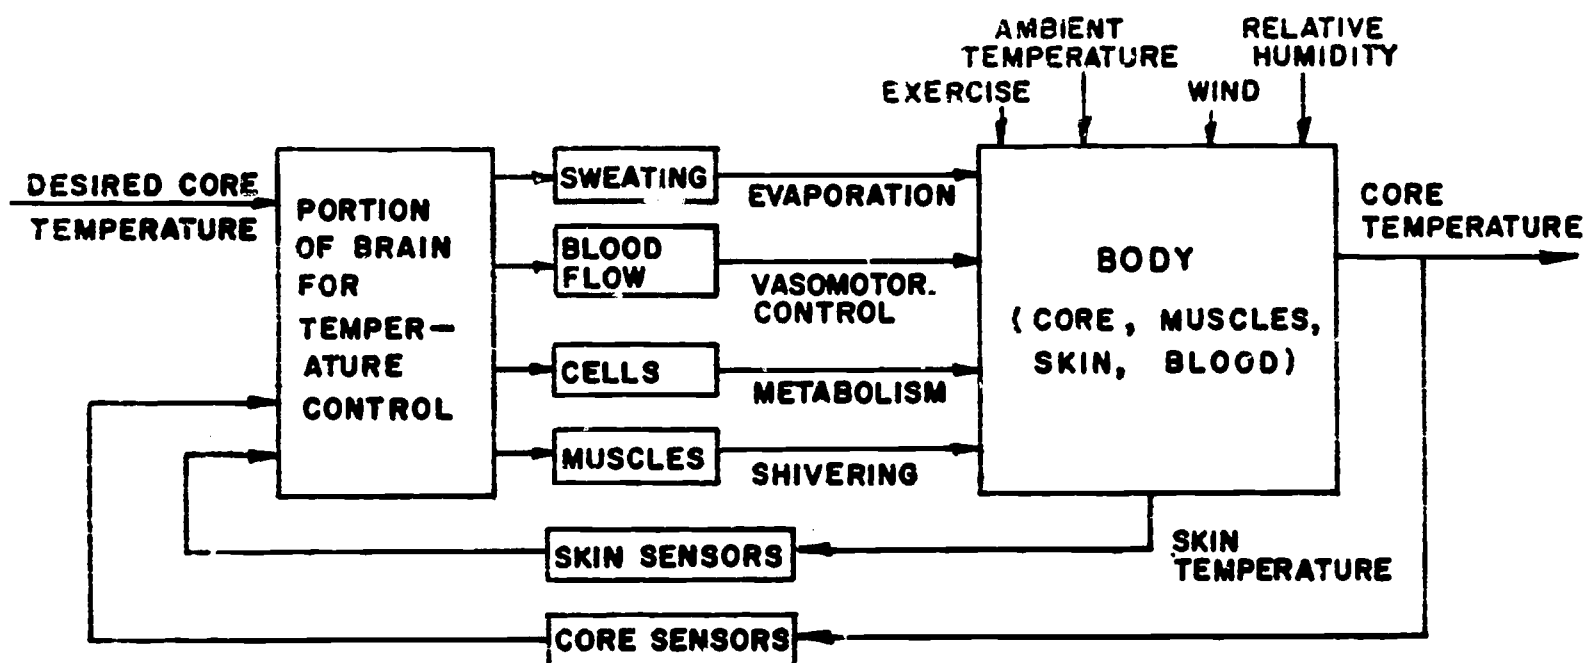 AMBIENT
TEMPERATURE
RELATIVE
HUMIDITY
EXERCISE
WIND
DESIRED CORE
TEMPERATURE
PORTION
OF BRAIN
FOR
TEMPER-
ATURE
CONTROL
SWEATING
EVAPORATION
BLOOD
FLOW
VASOMOTOR.
CONTROL
CELLS
METABOLISM
MUSCLES
SHIVERING
BODY
(CORE, MUSCLES,
SKIN, BLOOD)
CORE
TEMPERATURE
SKIN SENSORS
SKIN
TEMPERATURE
CORE SENSORS